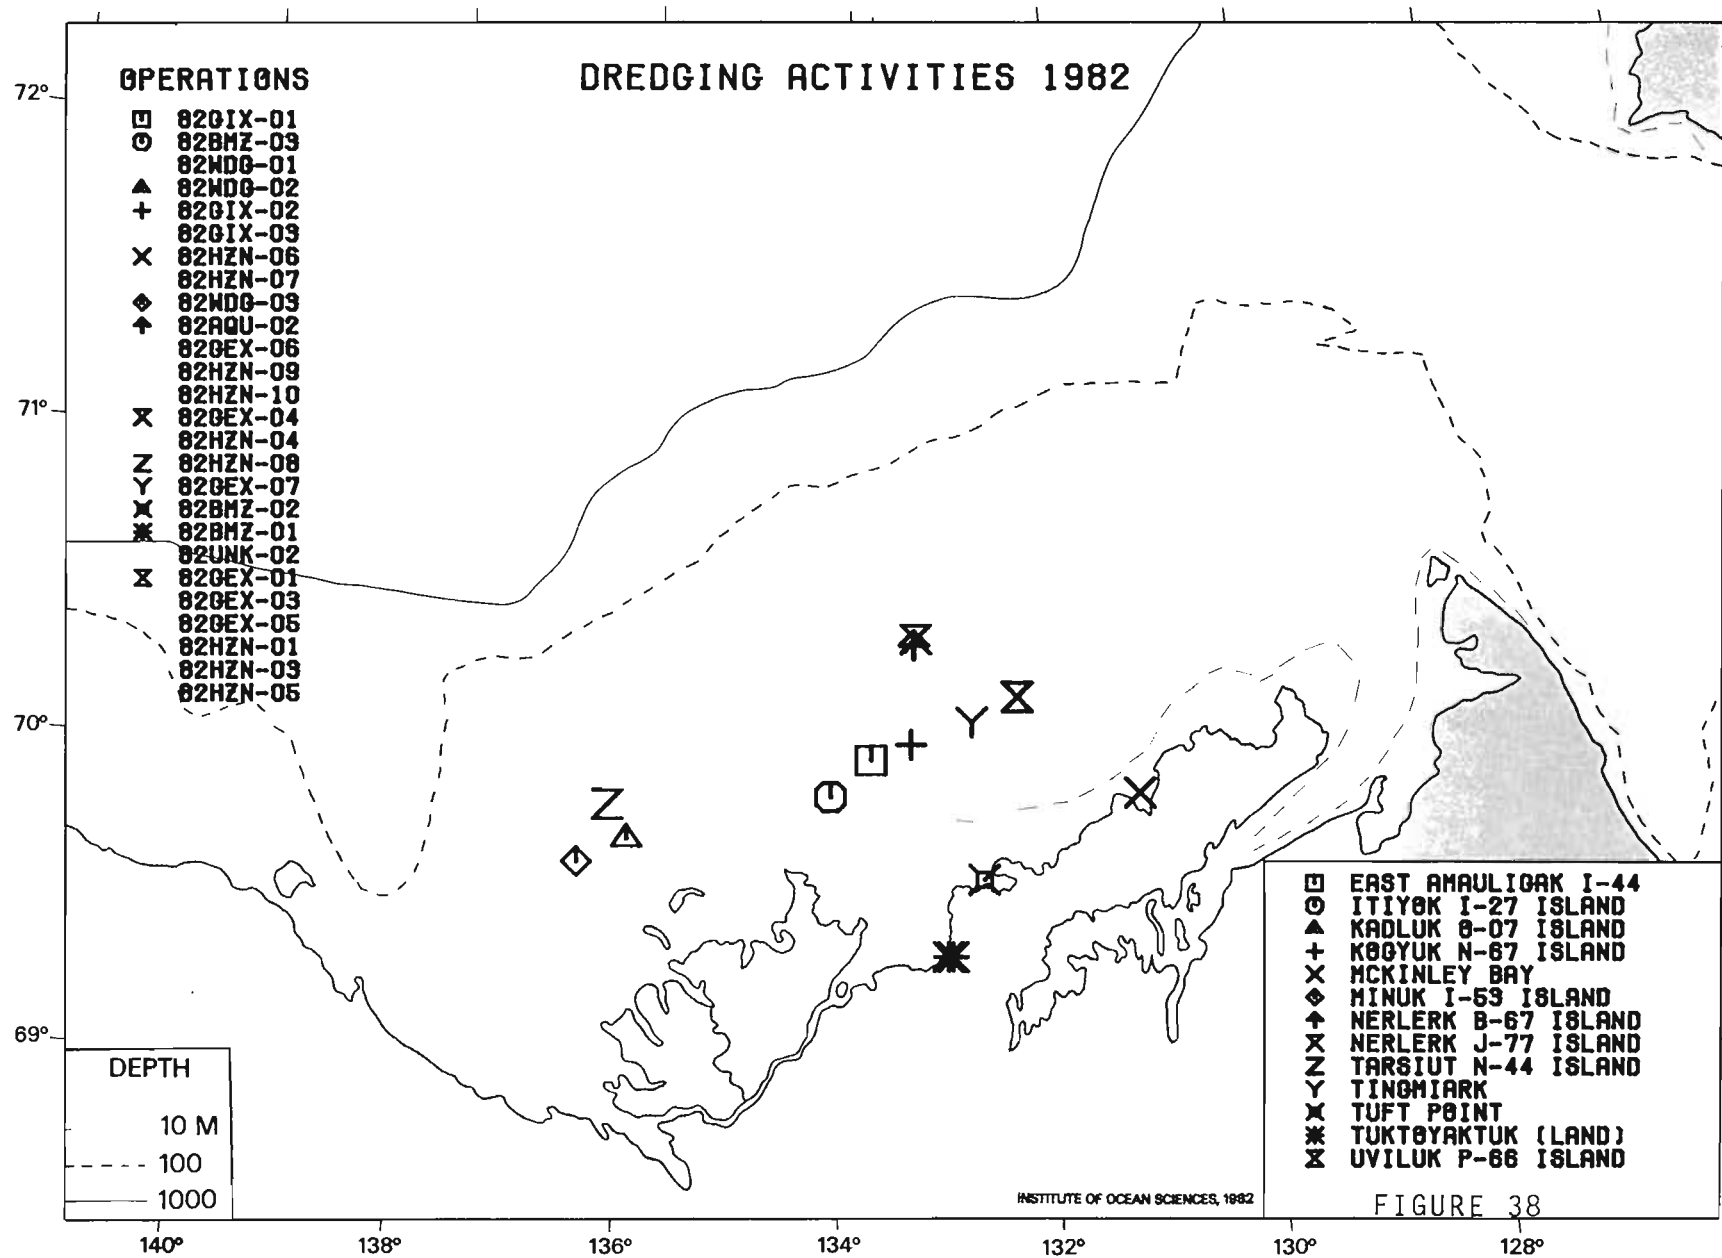 DREDGING ACTIVITIES 1982
OPERATIONS
82GIX-01
82BMZ-03
82WDG-01
82WDG-02
82GIX-02
82GIX-03
82HZN-06
82HZN-07
82WDG-03
82AQU-02
82GEX-06
82HZN-09
82HZN-10
82GEX-04
82HZN-04
82HZN-08
82GEX-07
82BMZ-02
82BMZ-01
82UNK-02
82GEX-01
82GEX-03
82GEX-05
82HZN-01
82HZN-03
82HZN-05
72°
71°
70°
69°
DEPTH
10 M
100
1000
EAST AMAULIGAK I-44
ITIYOK I-27 ISLAND
KADLUK O-07 ISLAND
KOGYUK N-67 ISLAND
MCKINLEY BAY
MINUK I-53 ISLAND
NERLERK B-67 ISLAND
NERLERK J-77 ISLAND
TARSIUT N-44 ISLAND
TINGMIARK
TUFT POINT
TUKTOYAKTUK (LAND)
UVILUK P-66 ISLAND
INSTITUTE OF OCEAN SCIENCES, 1982
FIGURE 38
140° 138° 136° 134° 132° 130° 128°